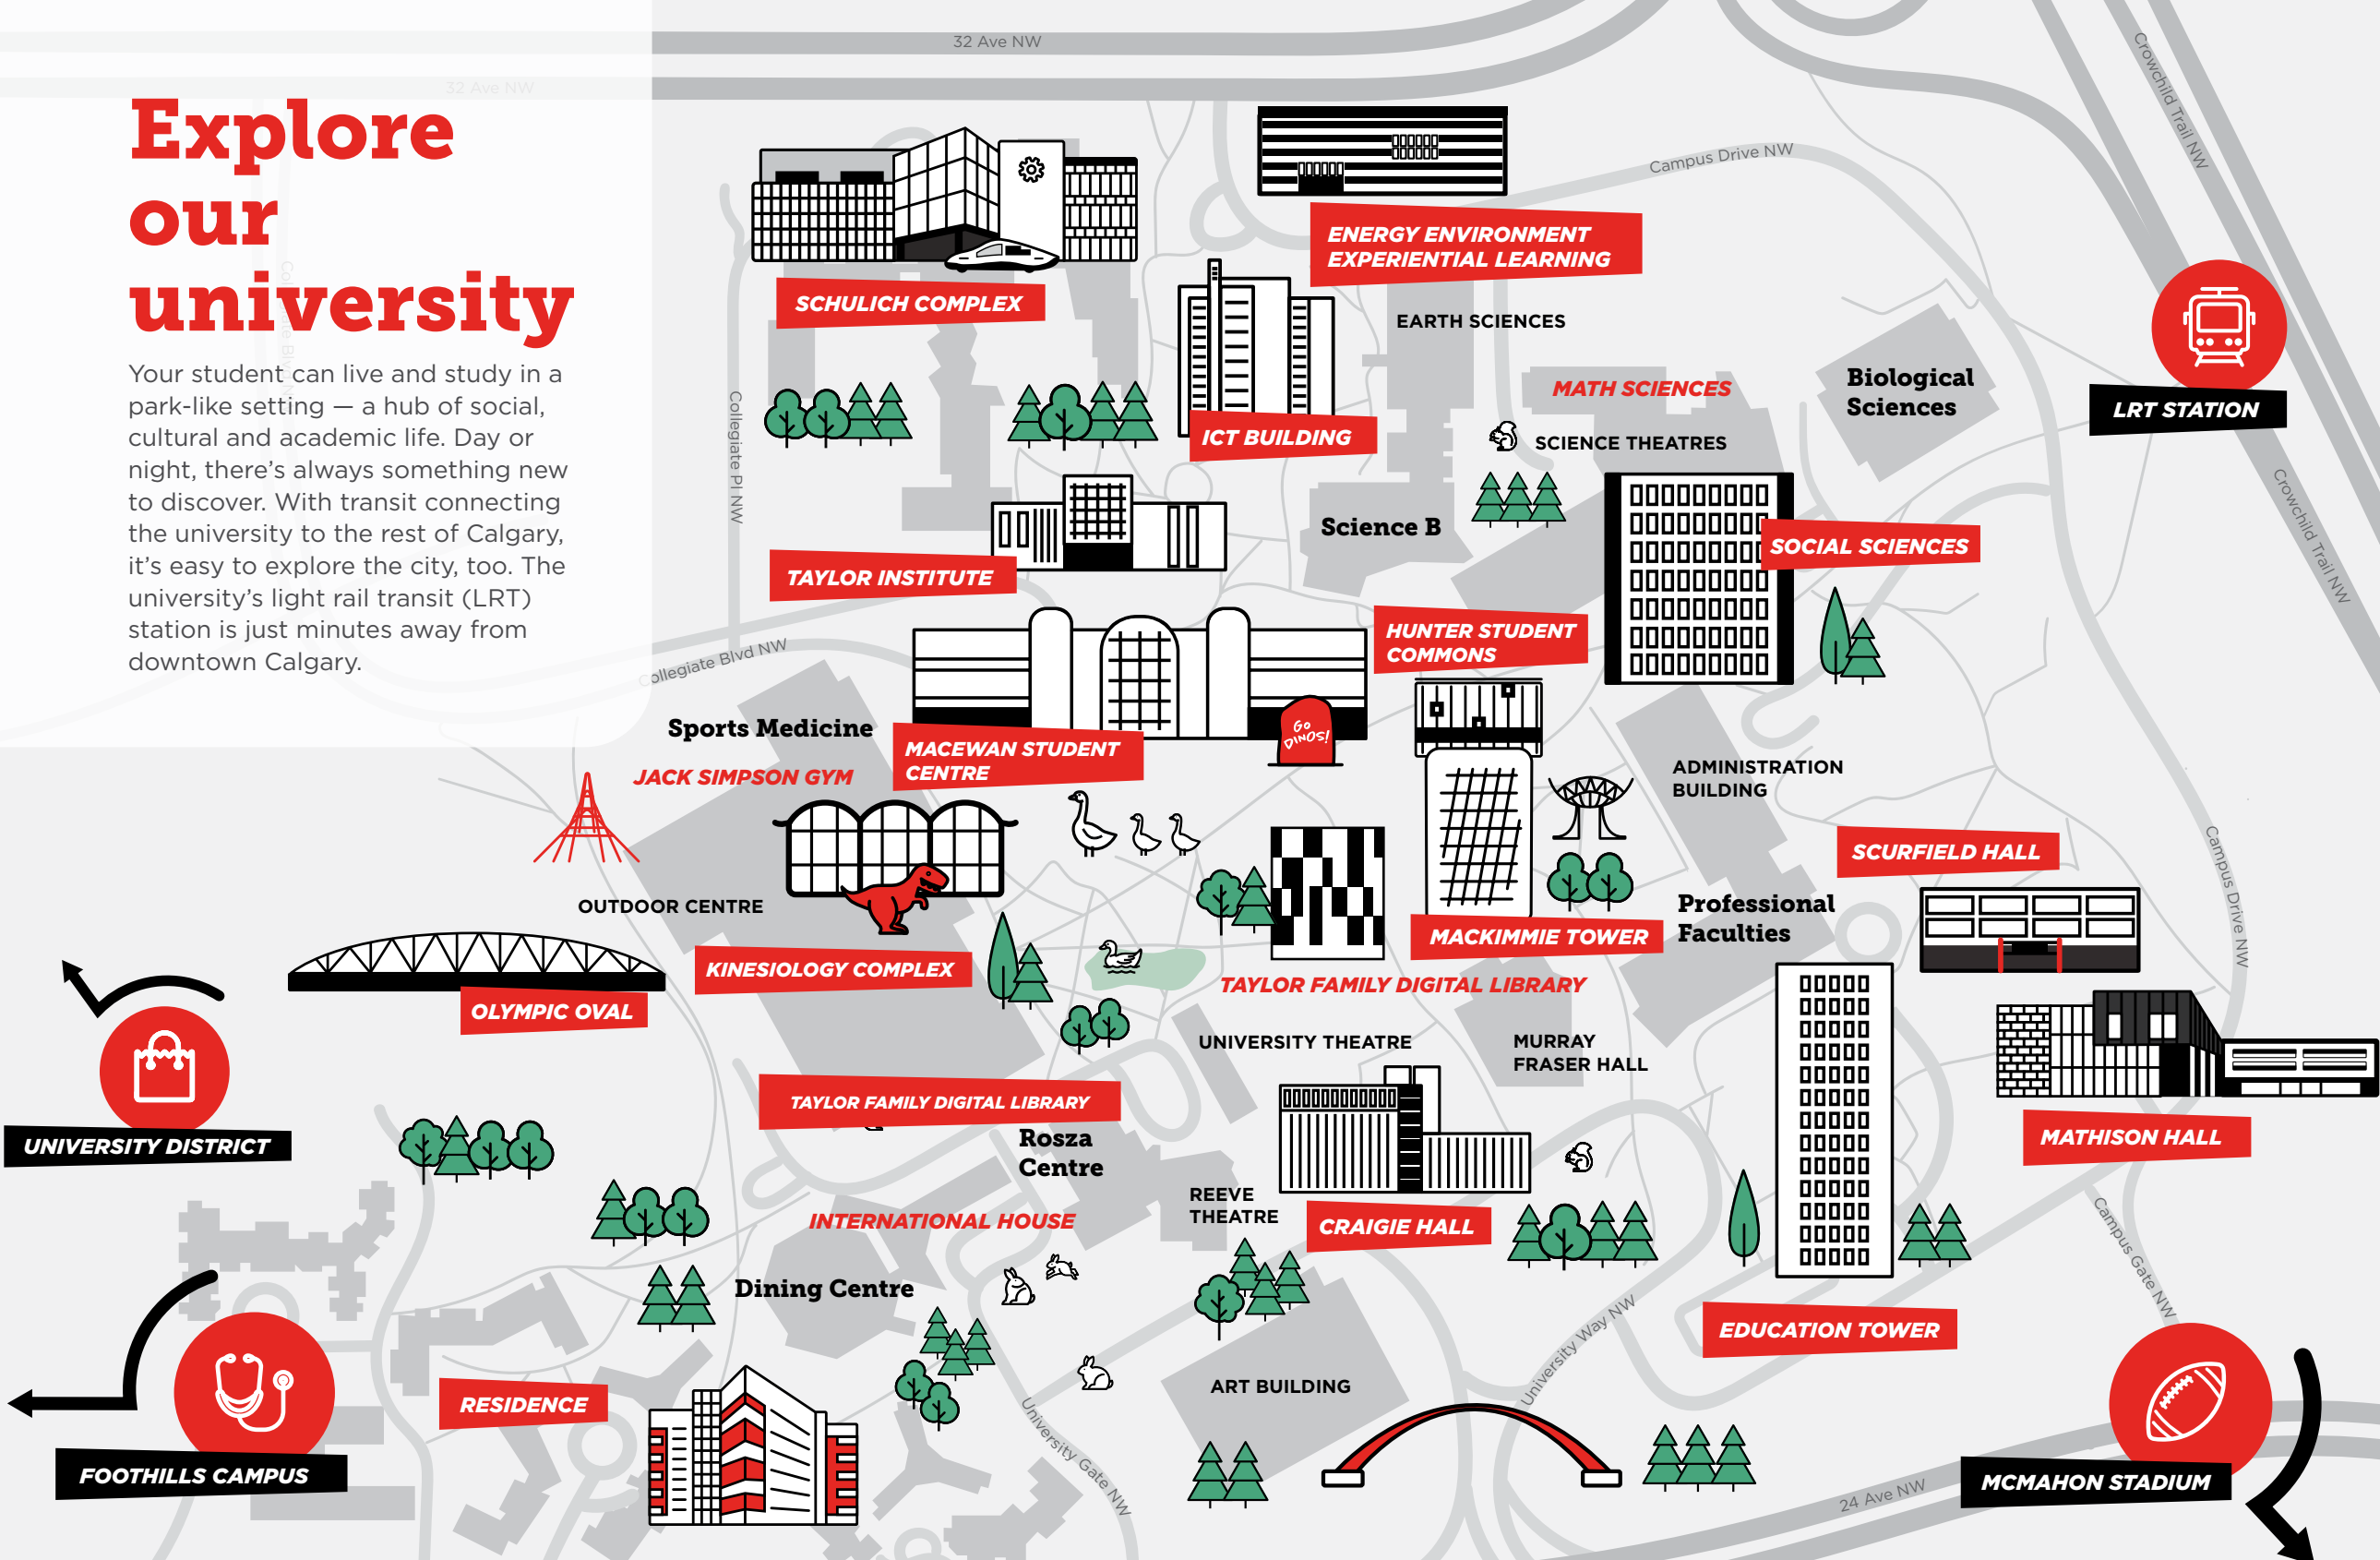 32 Ave NW
32 Ave NW
Explore
our
university
Your student can live and study in a
park-like setting — a hub of social,
cultural and academic life. Day or
night, there’s always something new
to discover. With transit connecting
the university to the rest of Calgary,
it’s easy to explore the city, too. The
university’s light rail transit (LRT)
station is just minutes away from
downtown Calgary.
Crowchild Trail NW
Campus Drive NW
ENERGY ENVIRONMENT
EXPERIENTIAL LEARNING
SCHULICH COMPLEX
EARTH SCIENCES
MATH SCIENCES
Biological
Sciences
LRT STATION
ICT BUILDING
SCIENCE THEATRES
Collegiate Pl NW
Science B
SOCIAL SCIENCES
Crowchild Trail NW
TAYLOR INSTITUTE
HUNTER STUDENT
COMMONS
Collegiate Blvd NW
Sports Medicine
GO
DINOS!
MACEWAN STUDENT
CENTRE
JACK SIMPSON GYM
ADMINISTRATION
BUILDING
SCURFIELD HALL
Campus Drive NW
OUTDOOR CENTRE
Professional
Faculties
MACKIMMIE TOWER
KINESIOLOGY COMPLEX
TAYLOR FAMILY DIGITAL LIBRARY
OLYMPIC OVAL
UNIVERSITY THEATRE
MURRAY
FRASER HALL
TAYLOR FAMILY DIGITAL LIBRARY
UNIVERSITY DISTRICT
Rosza
Centre
MATHISON HALL
REEVE
THEATRE
INTERNATIONAL HOUSE
CRAIGIE HALL
Campus Gate NW
Dining Centre
EDUCATION TOWER
University Way NW
ART BUILDING
RESIDENCE
University Gate NW
FOOTHILLS CAMPUS
MCMAHON STADIUM
24 Ave NW